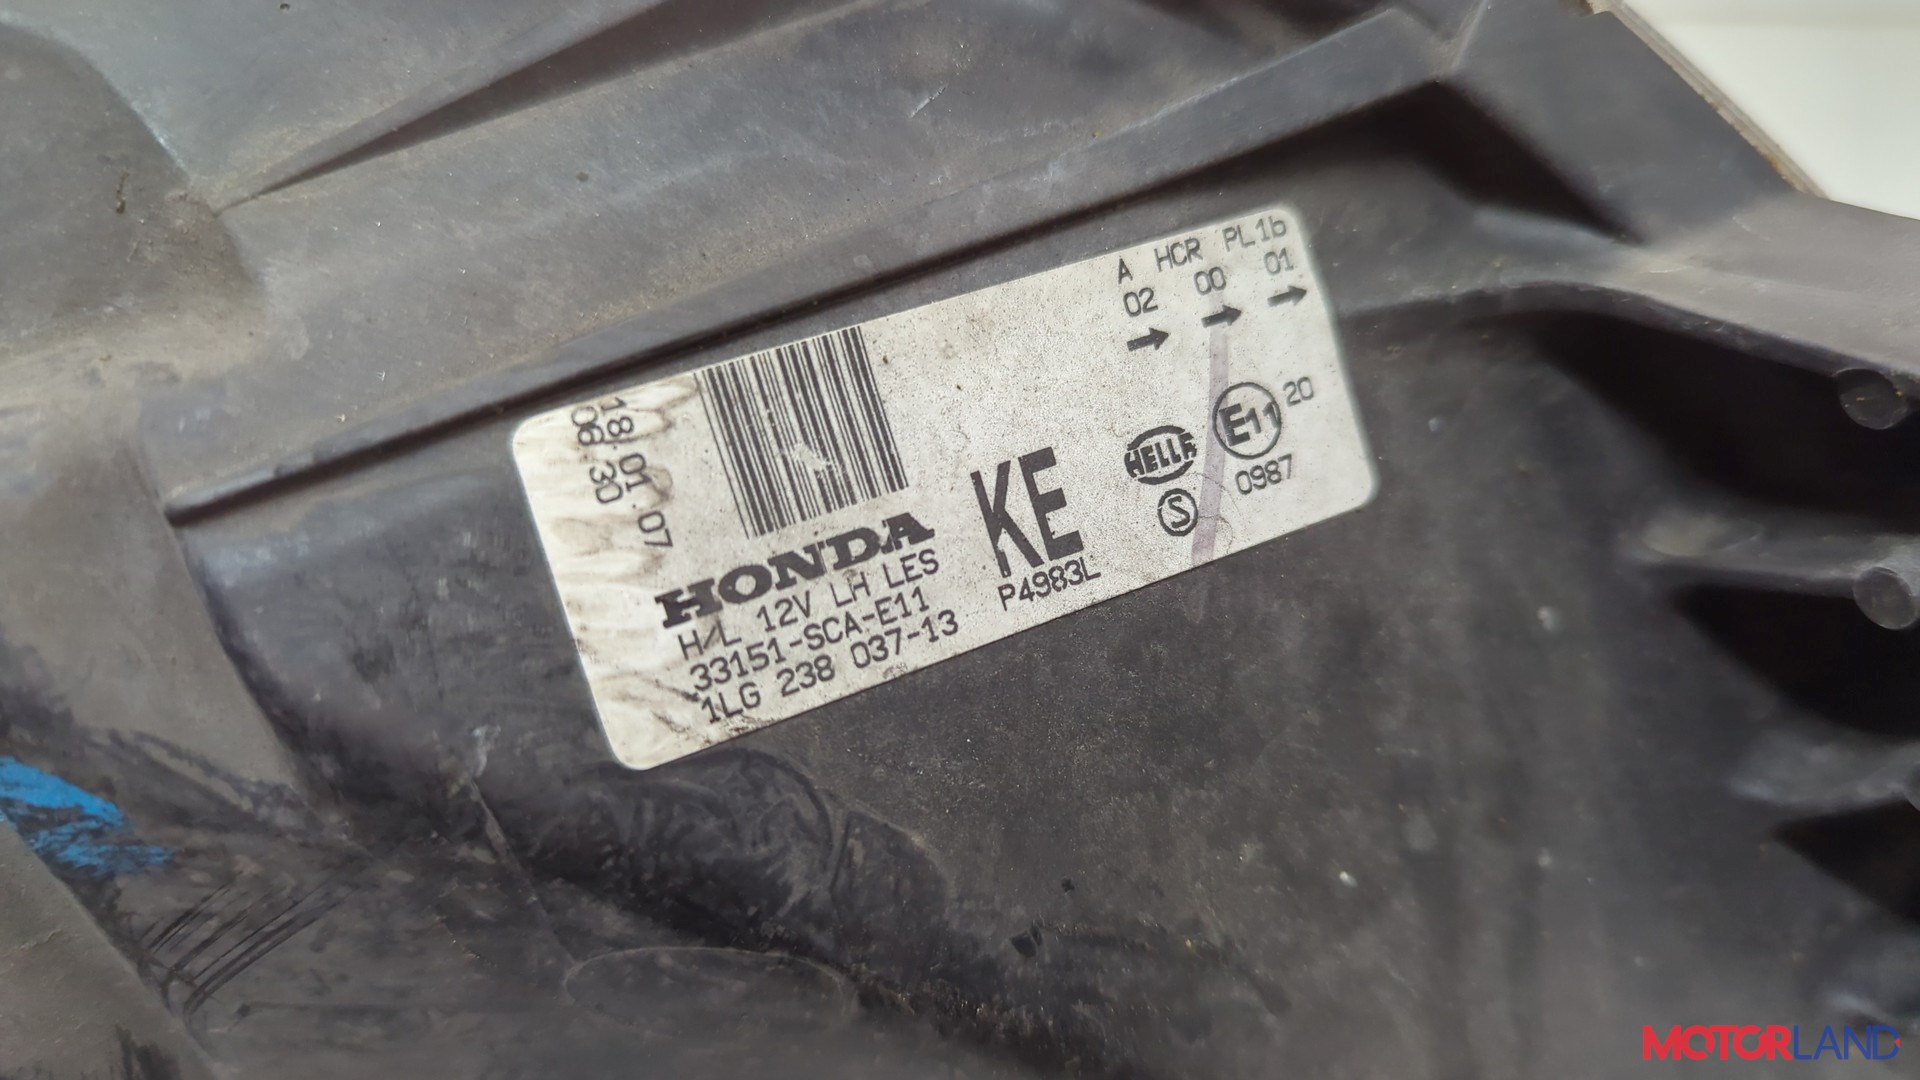 18.01.07
06.30
HONDA
H/L 12V LH LES
33151-SCA-E11
1LG 238 037-13
KE
P4983L
A HCR PL1b
02 00 01
HELLA
S
E11 20
0987
MOTORLAND